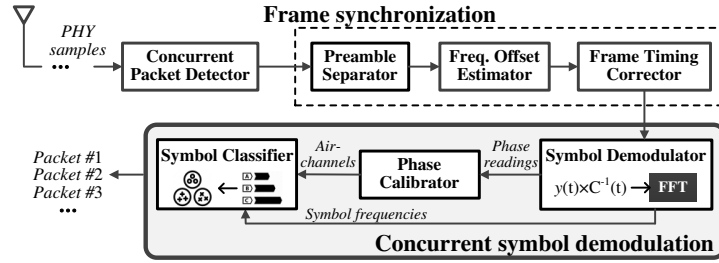 Frame synchronization
PHY
samples
...
Concurrent
Packet Detector
Preamble
Separator
Freq. Offset
Estimator
Frame Timing
Corrector
Packet #1
Packet #2
Packet #3
...
Symbol Classifier
A
B
C
Air-
channels
Phase
Calibrator
Phase
readings
Symbol Demodulator
y(t)×C⁻¹(t)
FFT
Symbol frequencies
Concurrent symbol demodulation